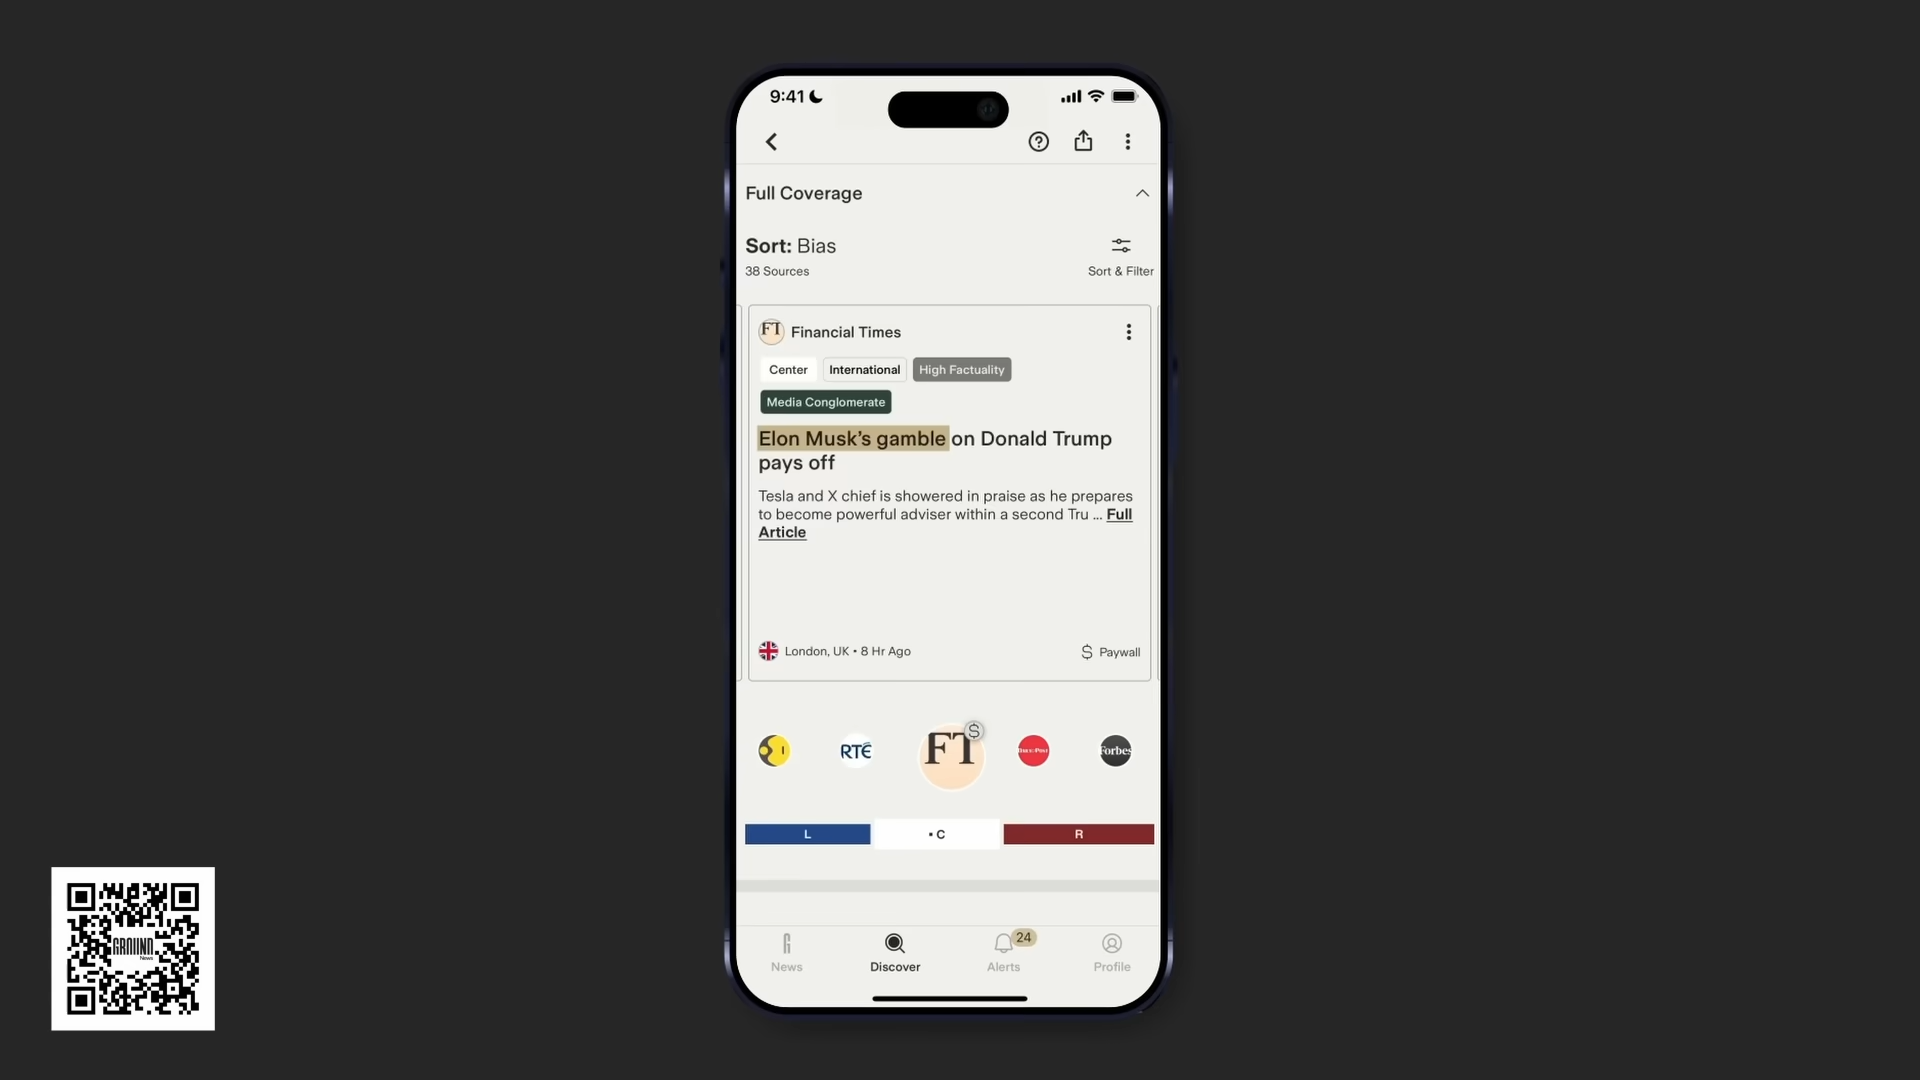 9:41
Full Coverage
Sort: Bias
38 Sources
Sort & Filter
FT
Financial Times
Center
International
High Factuality
Media Conglomerate
Elon Musk’s gamble on Donald Trump
pays off
Tesla and X chief is showered in praise as he prepares
to become powerful adviser within a second Tru ... Full
Article
London, UK • 8 Hr Ago
$ Paywall
RTÉ
FT
$
Forbes
L
• C
R
24
News
Discover
Alerts
Profile
GROUND
News